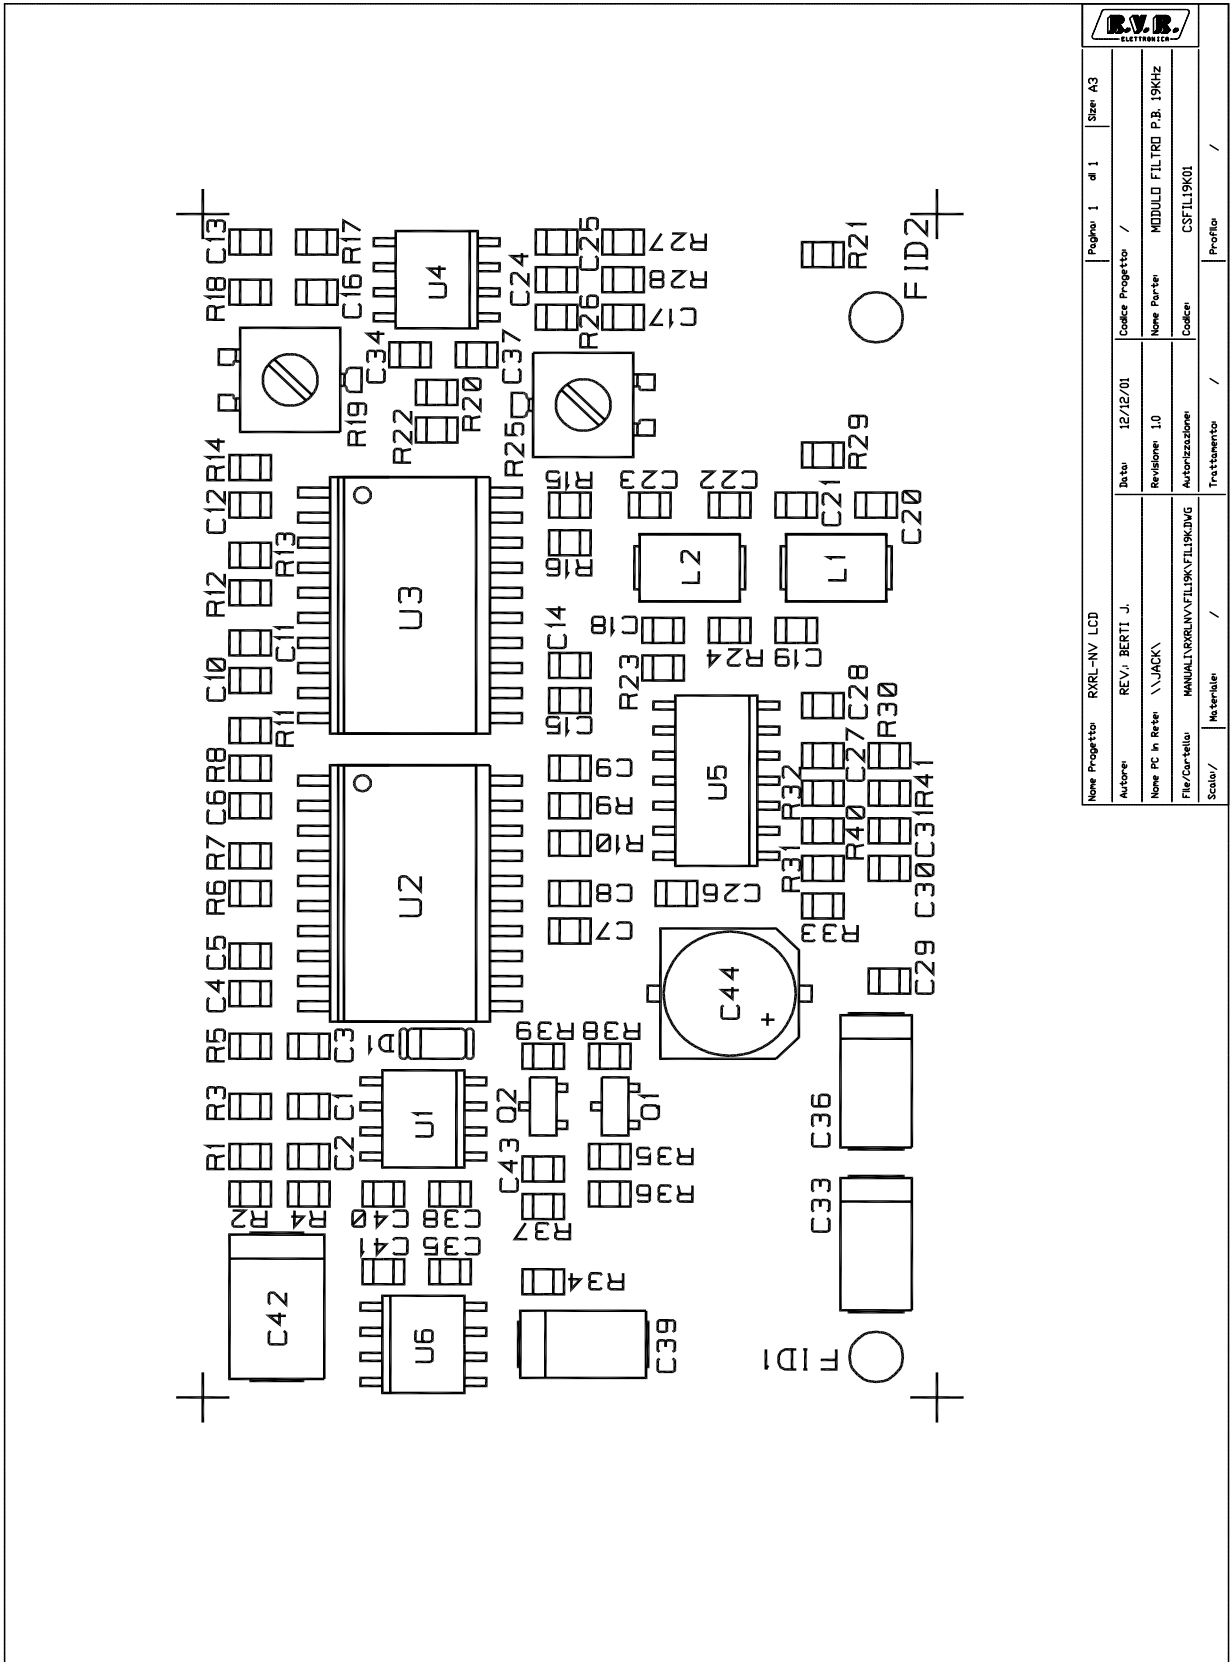 R.V.R.
ELETTRONICA
Nome Progetto: RXRL-NV LCD
Pagina: 1 di 1
Size: A3
Autore: REV.: BERTI J.
Data: 12/12/01
Codice Progetto: /
Nome PC in Rete: \\JACK\
Revisione: 1.0
Nome Parte: MODULO FILTRO P.B. 19KHz
File/Cartella: MANUALI\RXRLNV\FIL19K\FIL19K.DWG
Autorizzazione:
Codice: CSFIL19K01
Scala: /
Materiale: /
Trattamento: /
Profilo: /
C13
R17
R18
C16
U4
C24
C25
R27
R28
R26
C17
R21
FID2
C34
C37
R19
R20
R22
R25
R29
R14
C12
R15
C23
C22
C21
C20
R13
R16
L2
L1
R12
U3
C11
C14
C18
R24
C19
C10
R23
C15
C28
R30
R11
R8
C9
U5
C27
R32
C6
R9
R41
R7
R10
R40
C31
R6
U2
C8
C26
R31
C30
C7
R33
C5
C4
C44
+
C29
R5
C3
D1
R39
R38
R3
C1
U1
Q2
Q1
C36
R1
C2
C43
R35
R36
R2
R4
C40
C38
R37
C33
C41
C35
R34
C42
U6
C39
FID1